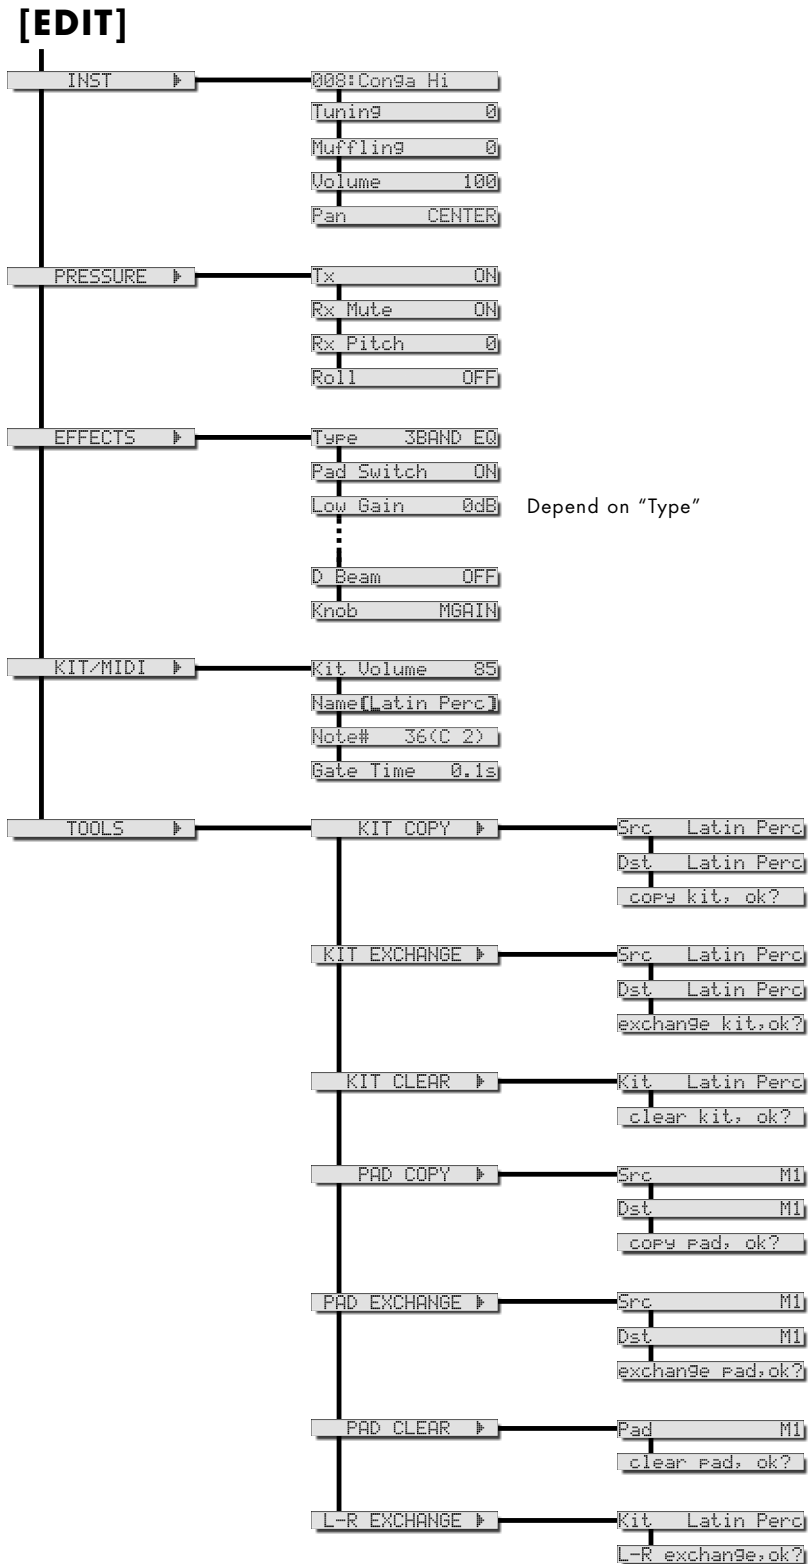 [EDIT]
INST
008:Conga Hi
Tuning 0
Muffling 0
Volume 100
Pan CENTER
PRESSURE
Tx ON
Rx Mute ON
Rx Pitch 0
Roll OFF
EFFECTS
Type 3BAND EQ
Pad Switch ON
Low Gain 0dB Depend on “Type”
D Beam OFF
Knob MGAIN
KIT/MIDI
Kit Volume 85
Name[Latin Perc]
Note# 36(C 2)
Gate Time 0.1s
TOOLS
KIT COPY
Src Latin Perc
Dst Latin Perc
copy kit, ok?
KIT EXCHANGE
Src Latin Perc
Dst Latin Perc
exchange kit,ok?
KIT CLEAR
Kit Latin Perc
clear kit, ok?
PAD COPY
Src M1
Dst M1
copy pad, ok?
PAD EXCHANGE
Src M1
Dst M1
exchange pad,ok?
PAD CLEAR
Pad M1
clear pad, ok?
L-R EXCHANGE
Kit Latin Perc
L-R exchange,ok?